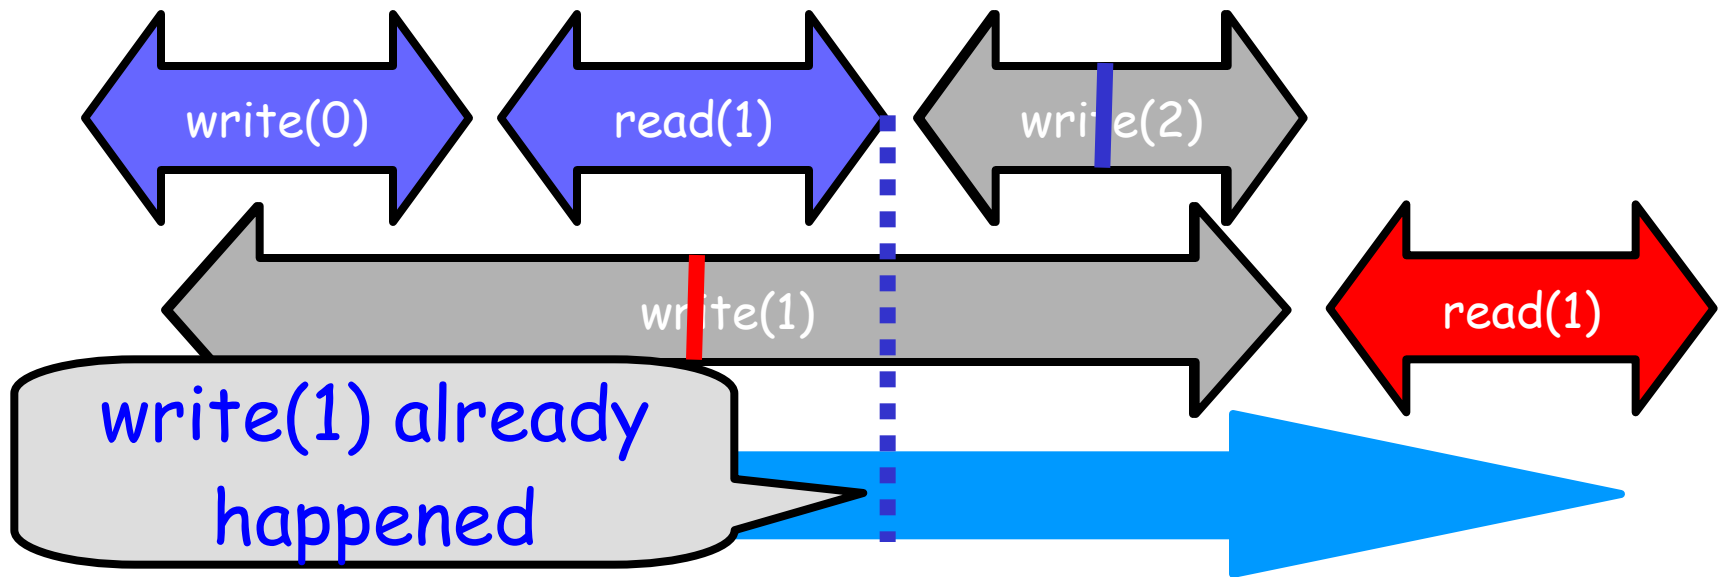 write(0)
read(1)
write(2)
write(1)
read(1)
write(1) already
happened